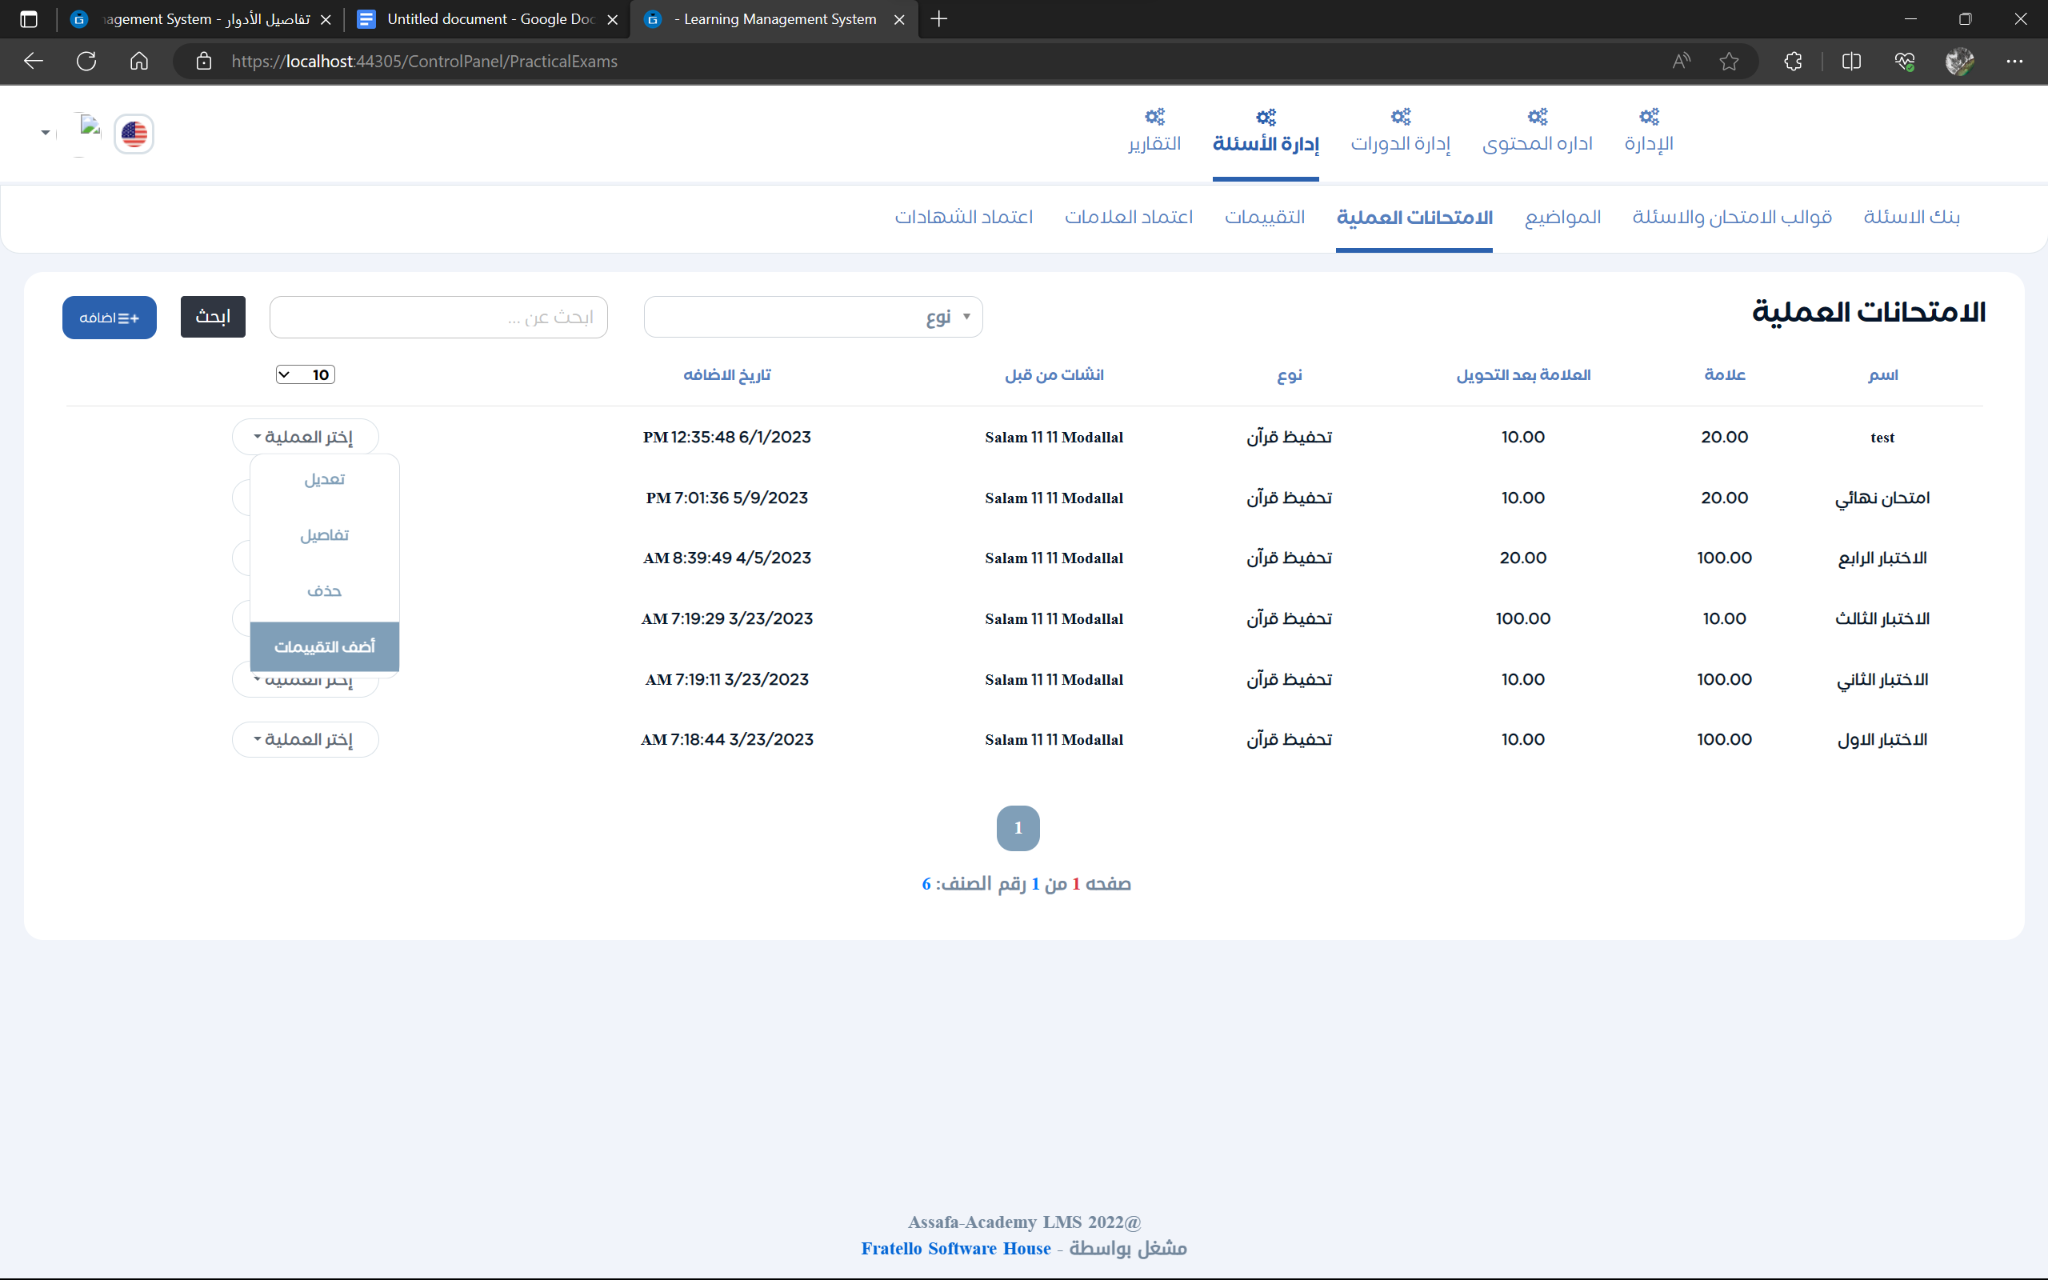 agement System - تفاصيل الأدوار
Untitled document - Google Doc
- Learning Management System
https://localhost:44305/ControlPanel/PracticalExams
الإدارة
اداره المحتوى
إدارة الدورات
إدارة الأسئلة
التقارير
بنك الاسئلة
قوالب الامتحان والاسئلة
المواضيع
الامتحانات العملية
التقييمات
اعتماد العلامات
اعتماد الشهادات
الامتحانات العملية
نوع
ابحث عن ...
ابحث
اضافه
اسم علامة العلامة بعد التحويل نوع انشات من قبل تاريخ الاضافه 10
test 20.00 10.00 تحفيظ قرآن Salam 11 11 Modallal PM 12:35:48 6/1/2023 إختر العملية
امتحان نهائي 20.00 10.00 تحفيظ قرآن Salam 11 11 Modallal PM 7:01:36 5/9/2023
الاختبار الرابع 100.00 20.00 تحفيظ قرآن Salam 11 11 Modallal AM 8:39:49 4/5/2023
الاختبار الثالث 10.00 100.00 تحفيظ قرآن Salam 11 11 Modallal AM 7:19:29 3/23/2023
الاختبار الثاني 100.00 10.00 تحفيظ قرآن Salam 11 11 Modallal AM 7:19:11 3/23/2023 إختر العملية
الاختبار الاول 100.00 10.00 تحفيظ قرآن Salam 11 11 Modallal AM 7:18:44 3/23/2023 إختر العملية
تعديل
تفاصيل
حذف
أضف التقييمات
1
صفحه 1 من 1 رقم الصنف: 6
Assafa-Academy LMS 2022@
مشغل بواسطة - Fratello Software House